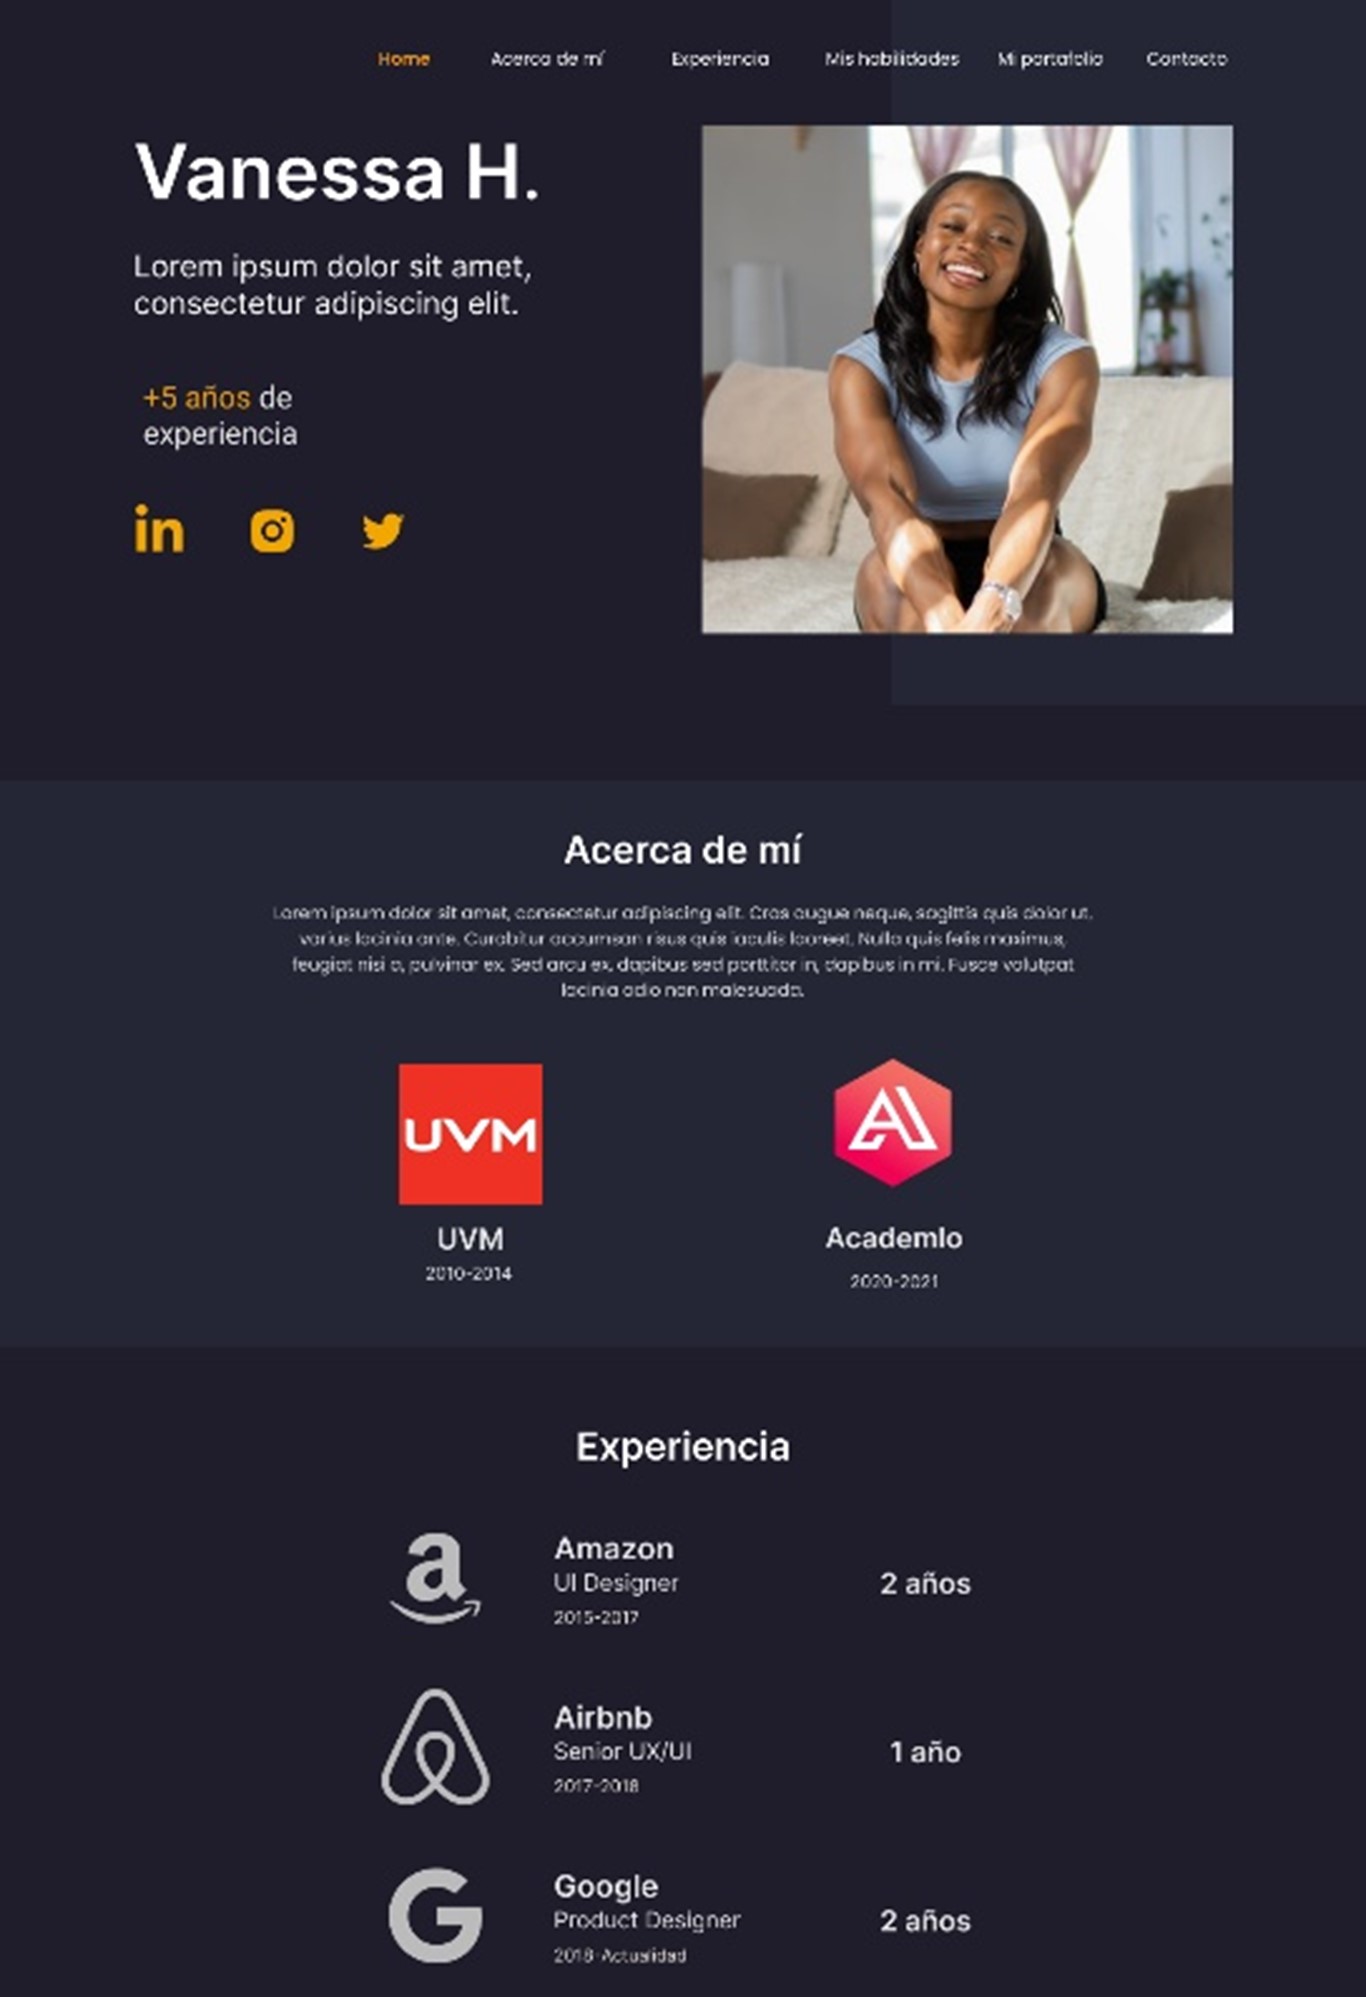 Home Acerca de mí Experiencia Mis habilidades Mi portafolio Contacto
Vanessa H.
Lorem ipsum dolor sit amet,
consectetur adipiscing elit.
+5 años de
experiencia
in
Acerca de mí
Lorem ipsum dolor sit amet, consectetur adipiscing elit. Cras augue neque, sagittis quis dolor ut,
varius lacinia ante. Curabitur accumsan risus quis iaculis laoreet. Nulla quis felis maximus,
feugiat nisi a, pulvinar ex. Sed arcu ex, dapibus sed porttitor in, dapibus in mi. Fusce volutpat
lacinia odio non malesuada.
UVM
UVM
2010-2014
Academlo
2020-2021
Experiencia
Amazon
UI Designer
2015-2017
2 años
Airbnb
Senior UX/UI
2017-2018
1 año
Google
Product Designer
2018-Actualidad
2 años